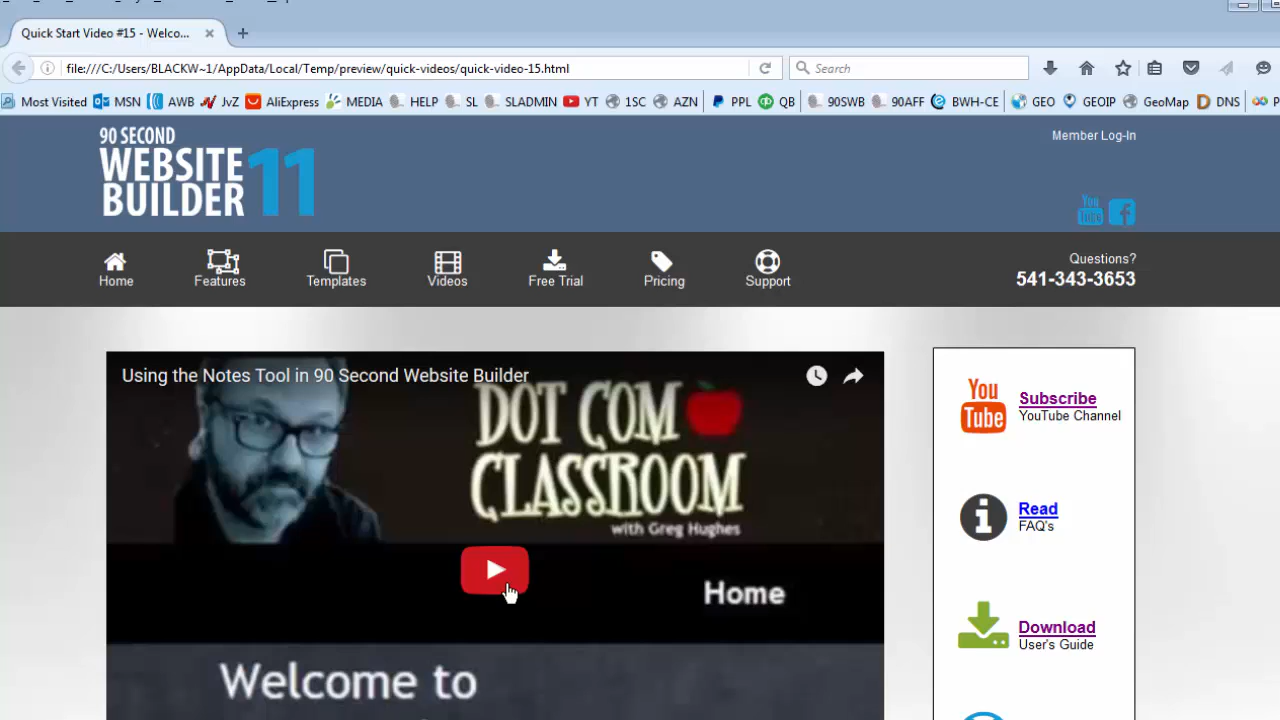 Quick Start Video #15 - Welco...
file:///C:/Users/BLACKW~1/AppData/Local/Temp/preview/quick-videos/quick-video-15.html
Search
Most Visited MSN AWB JvZ AliExpress MEDIA HELP SL SLADMIN YT 1SC AZN PPL QB 90SWB 90AFF BWH-CE GEO GEOIP GeoMap DNS
90 SECOND
WEBSITE
BUILDER 11
Member Log-In
You
Tube
Home Features Templates Videos Free Trial Pricing Support
Questions?
541-343-3653
Using the Notes Tool in 90 Second Website Builder
DOT COM
CLASSROOM
with Greg Hughes
Home
Welcome to
You
Tube
Subscribe
YouTube Channel
Read
FAQ's
Download
User's Guide